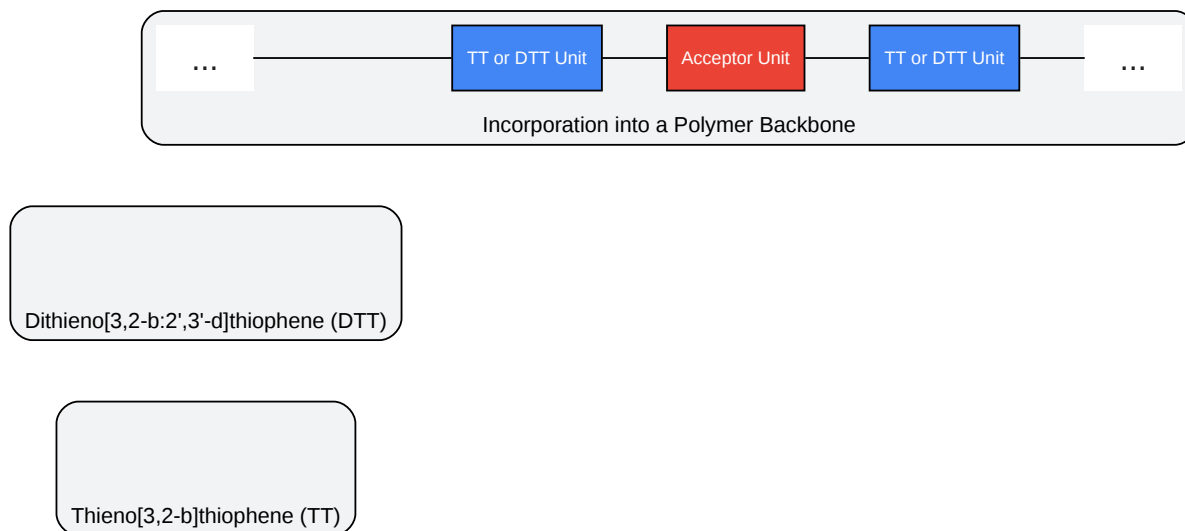 ...
TT or DTT Unit
Acceptor Unit
TT or DTT Unit
...
Incorporation into a Polymer Backbone
Dithieno[3,2-b:2',3'-d]thiophene (DTT)
Thieno[3,2-b]thiophene (TT)